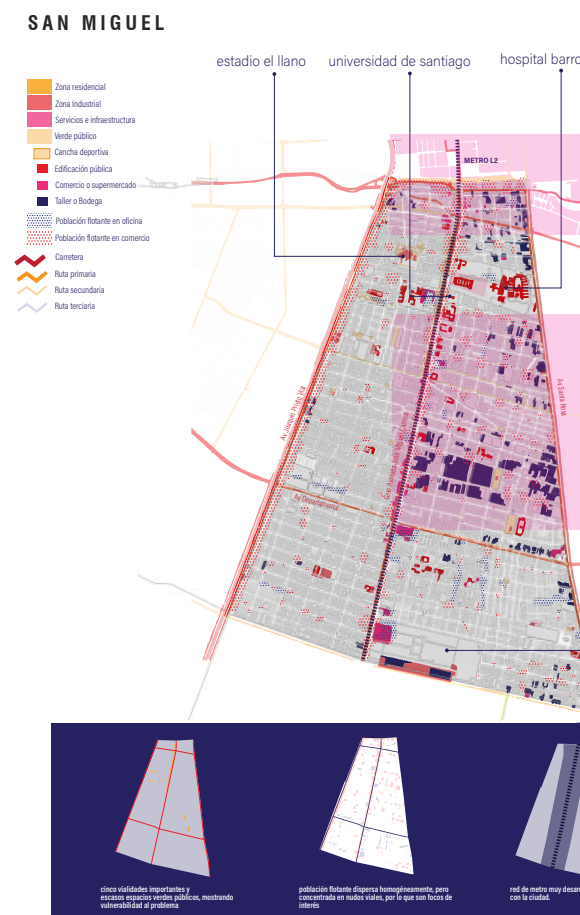 SAN MIGUEL
estadio el llano
universidad de santiago
hospital barro
Zona residencial
Zona Industrial
Servicios e infraestructura
Verde público
Cancha deportiva
Edificación pública
Comercio o supermercado
Taller o Bodega
Población flotante en oficina
Población flotante en comercio
Carretera
Ruta primaria
Ruta secundaria
Ruta terciaria
METRO L2
Av Santa Rosa
Av Departamental
cinco vialidades importantes y
escasos espacios verdes públicos, mostrando
vulnerabilidad al problema
población flotante dispersa homogéneamente, pero
concentrada en nudos viales, por lo que son focos de
interés
red de metro muy desar
con la ciudad.